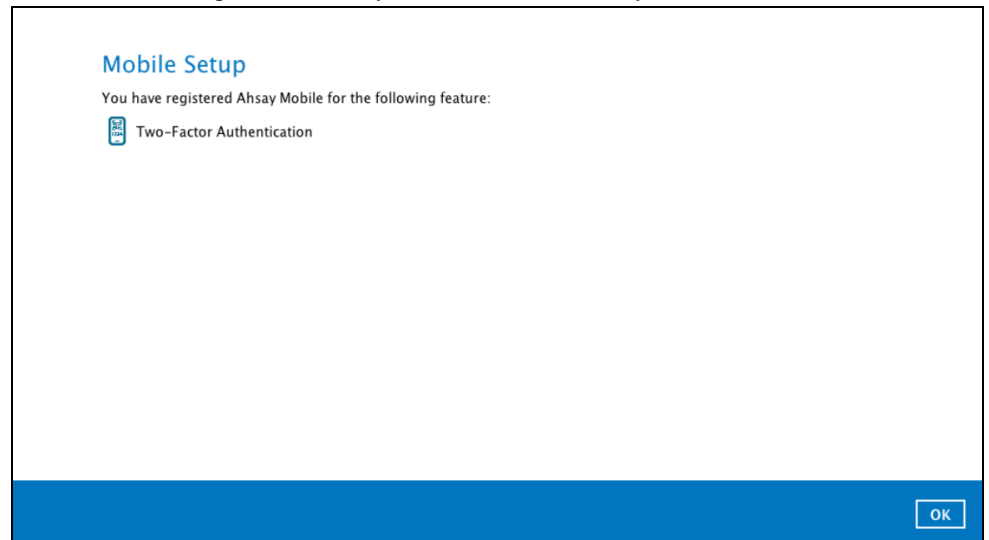 Mobile Setup
You have registered Ahsay Mobile for the following feature:
Two-Factor Authentication
OK